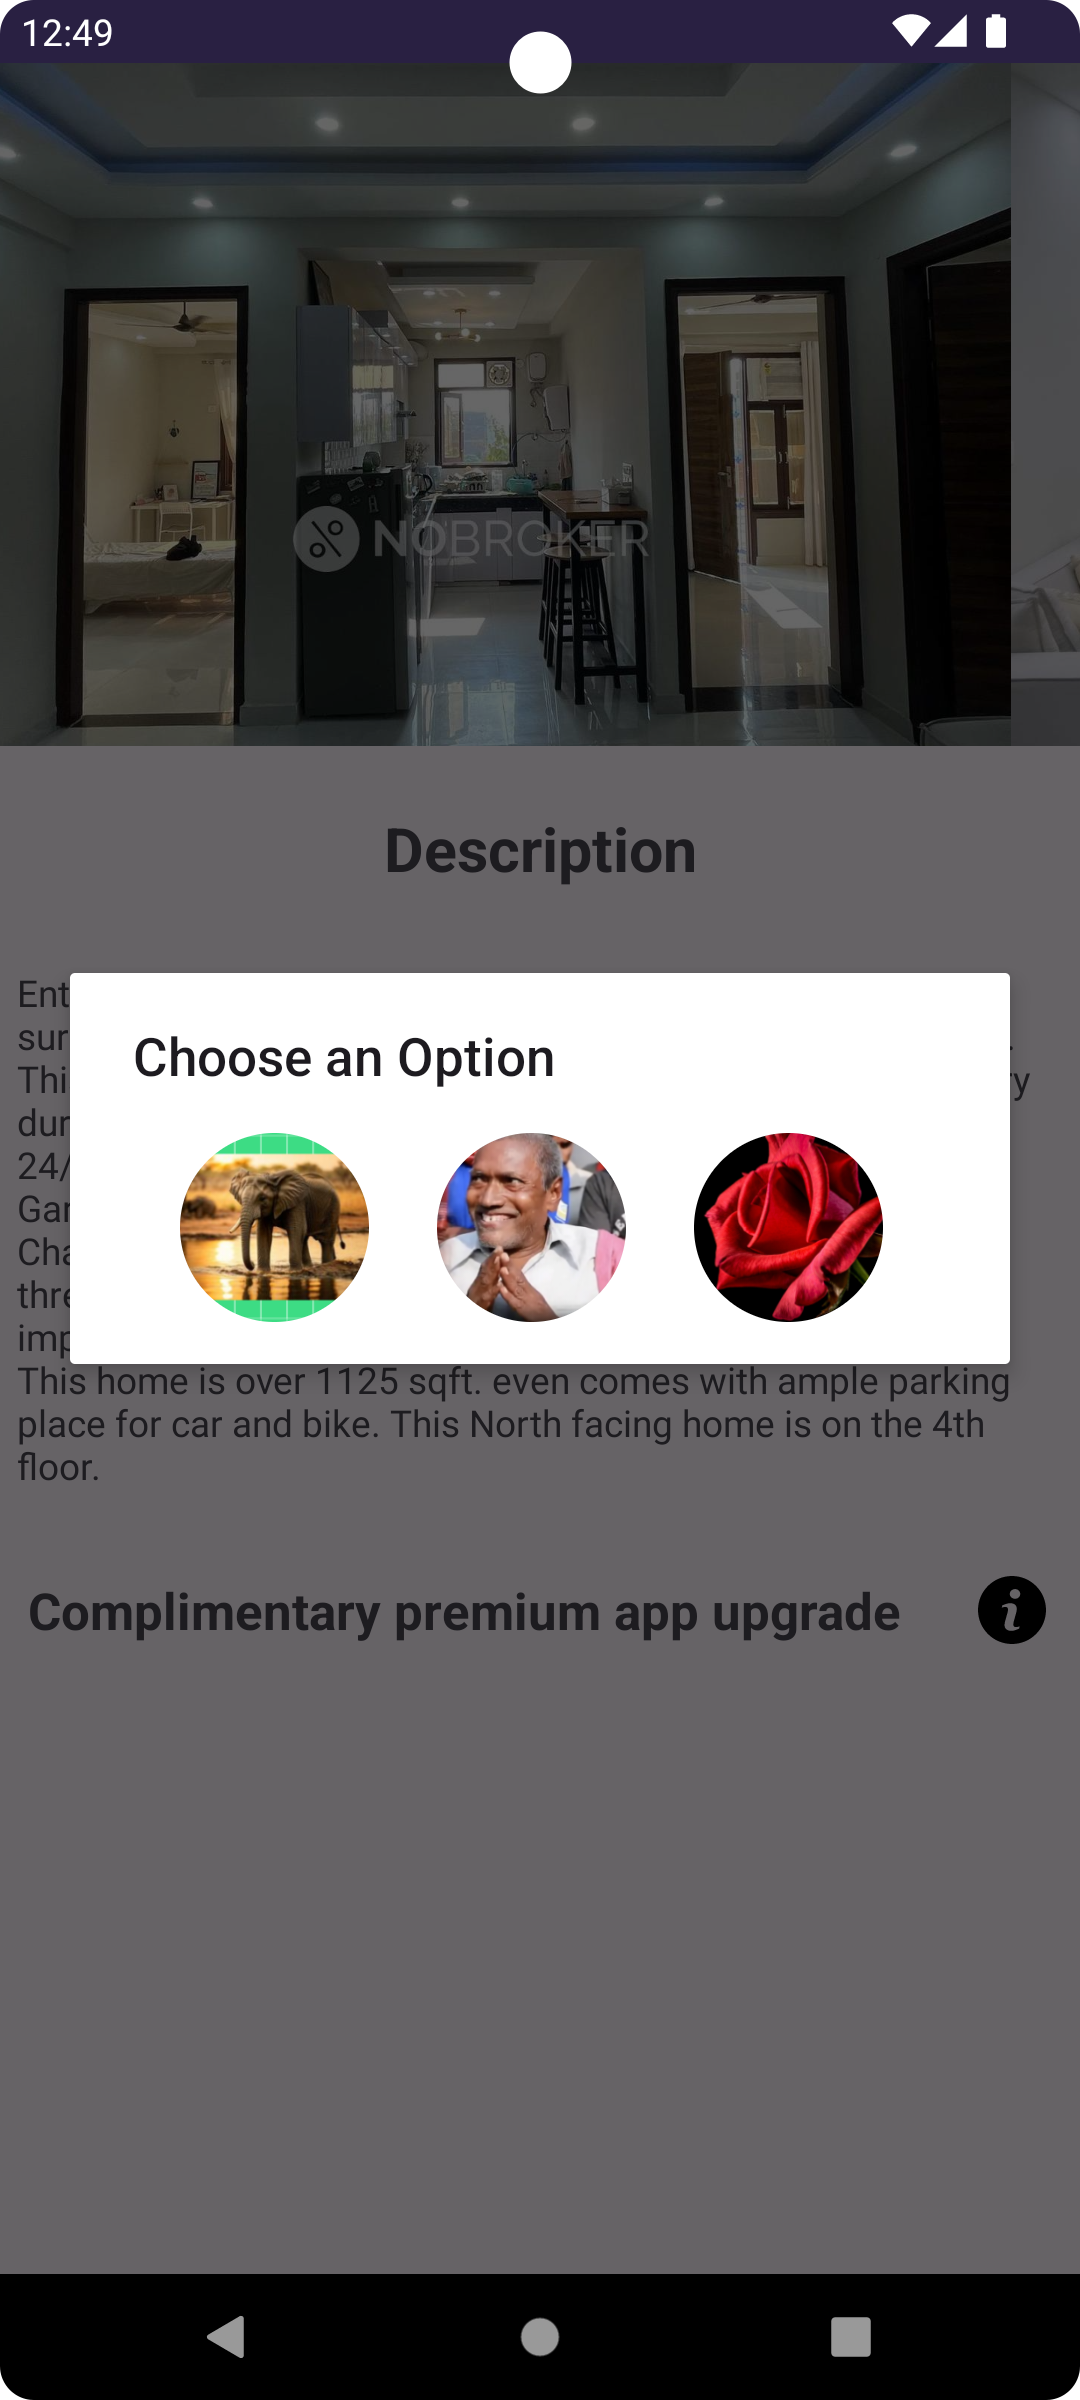 12:49
NOBROKER
Description
Ent
sur
Thi
ry
dur
24/
Gar
Cha
thre
imp
Choose an Option
This home is over 1125 sqft. even comes with ample parking
place for car and bike. This North facing home is on the 4th
floor.
Complimentary premium app upgrade
i